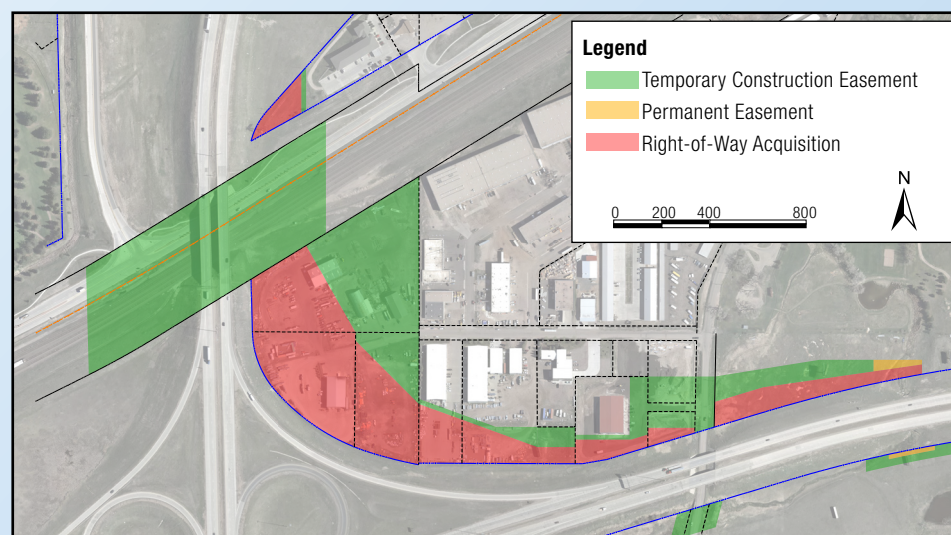 Legend
Temporary Construction Easement
Permanent Easement
Right-of-Way Acquisition
N
0 200 400 800